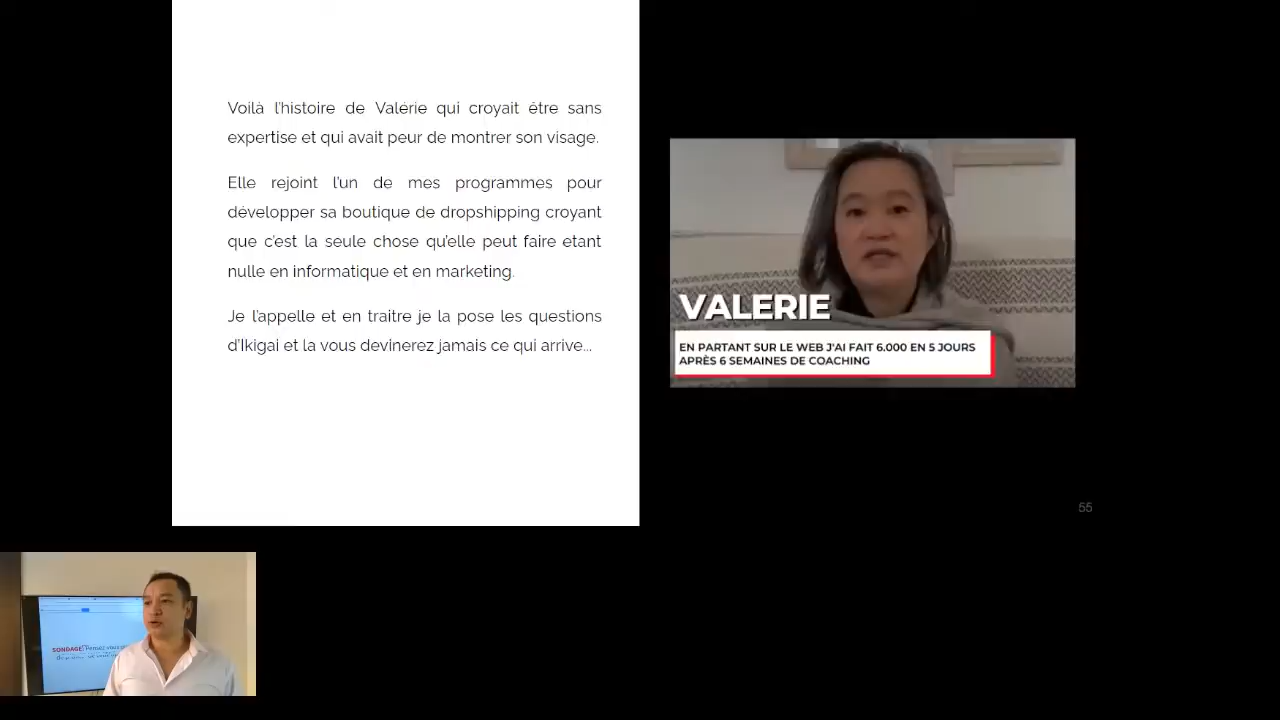 Voilà l'histoire de Valérie qui croyait être sans
expertise et qui avait peur de montrer son visage.
Elle rejoint l'un de mes programmes pour
développer sa boutique de dropshipping croyant
que c'est la seule chose qu'elle peut faire etant
nulle en informatique et en marketing.
Je l'appelle et en traitre je la pose les questions
d'Ikigai et la vous devinerez jamais ce qui arrive...
VALERIE
EN PARTANT SUR LE WEB J'AI FAIT 6.000 EN 5 JOURS
APRÈS 6 SEMAINES DE COACHING
55
SONDAGE